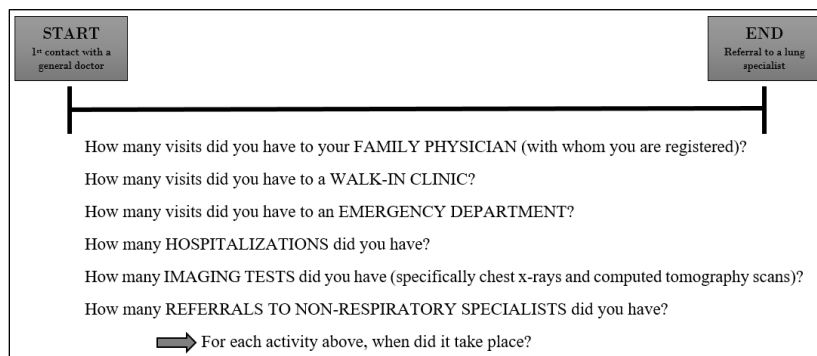 START
1st contact with a
general doctor
END
Referral to a lung
specialist
How many visits did you have to your FAMILY PHYSICIAN (with whom you are registered)?
How many visits did you have to a WALK-IN CLINIC?
How many visits did you have to an EMERGENCY DEPARTMENT?
How many HOSPITALIZATIONS did you have?
How many IMAGING TESTS did you have (specifically chest x-rays and computed tomography scans)?
How many REFERRALS TO NON-RESPIRATORY SPECIALISTS did you have?
For each activity above, when did it take place?